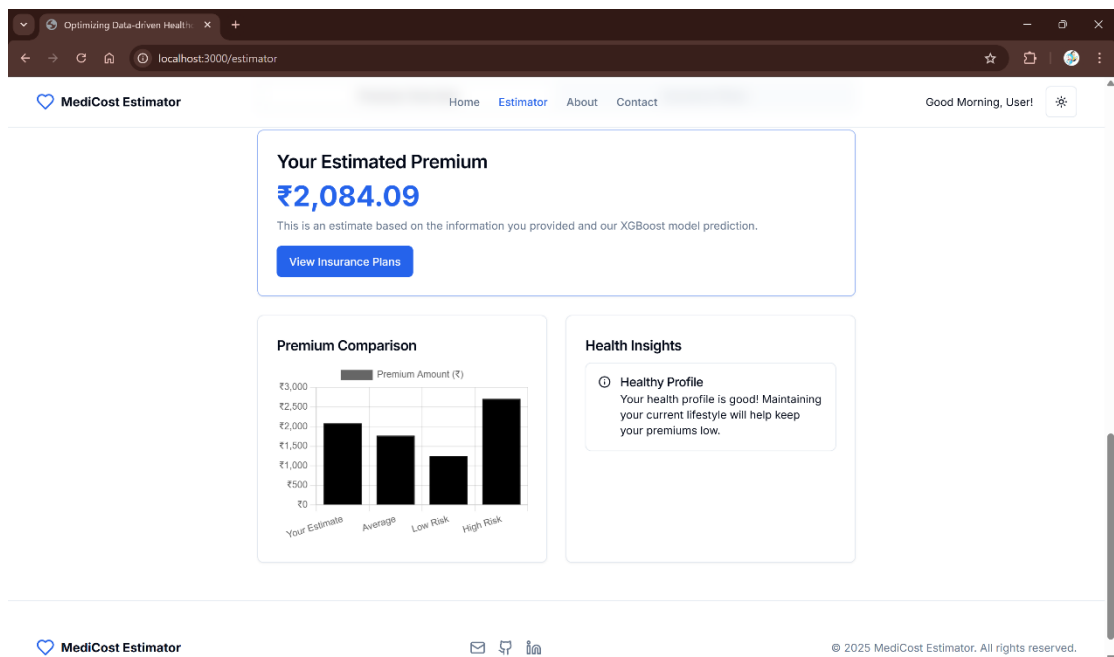 Optimizing Data-driven Healthc
localhost:3000/estimator
MediCost Estimator
Home Estimator About Contact
Good Morning, User!
Your Estimated Premium
₹2,084.09
This is an estimate based on the information you provided and our XGBoost model prediction.
View Insurance Plans
Premium Comparison
Premium Amount (₹)
₹3,000
₹2,500
₹2,000
₹1,500
₹1,000
₹500
₹0
Your Estimate Average Low Risk High Risk
Health Insights
Healthy Profile
Your health profile is good! Maintaining
your current lifestyle will help keep
your premiums low.
MediCost Estimator
© 2025 MediCost Estimator. All rights reserved.